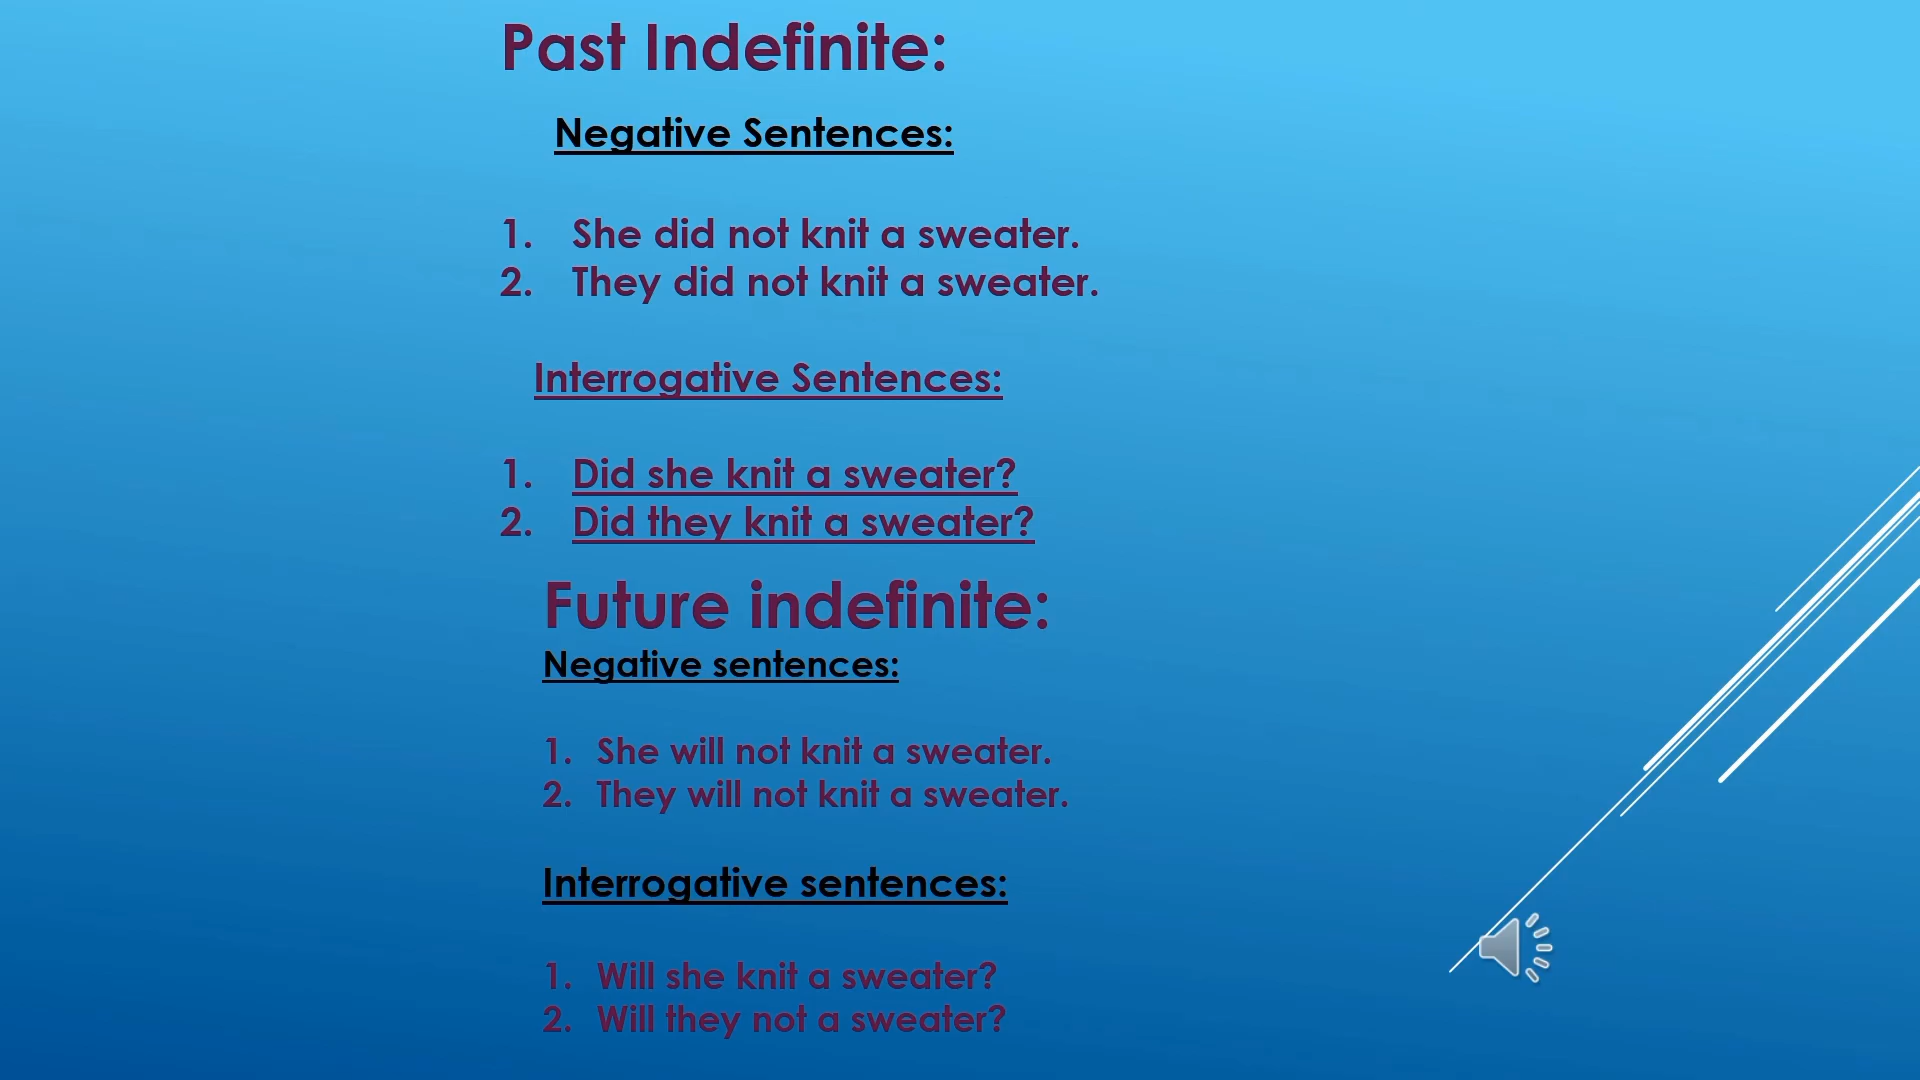 Past Indefinite:
Negative Sentences:
1. She did not knit a sweater.
2. They did not knit a sweater.
Interrogative Sentences:
1. Did she knit a sweater?
2. Did they knit a sweater?
Future indefinite:
Negative sentences:
1. She will not knit a sweater.
2. They will not knit a sweater.
Interrogative sentences:
1. Will she knit a sweater?
2. Will they not a sweater?